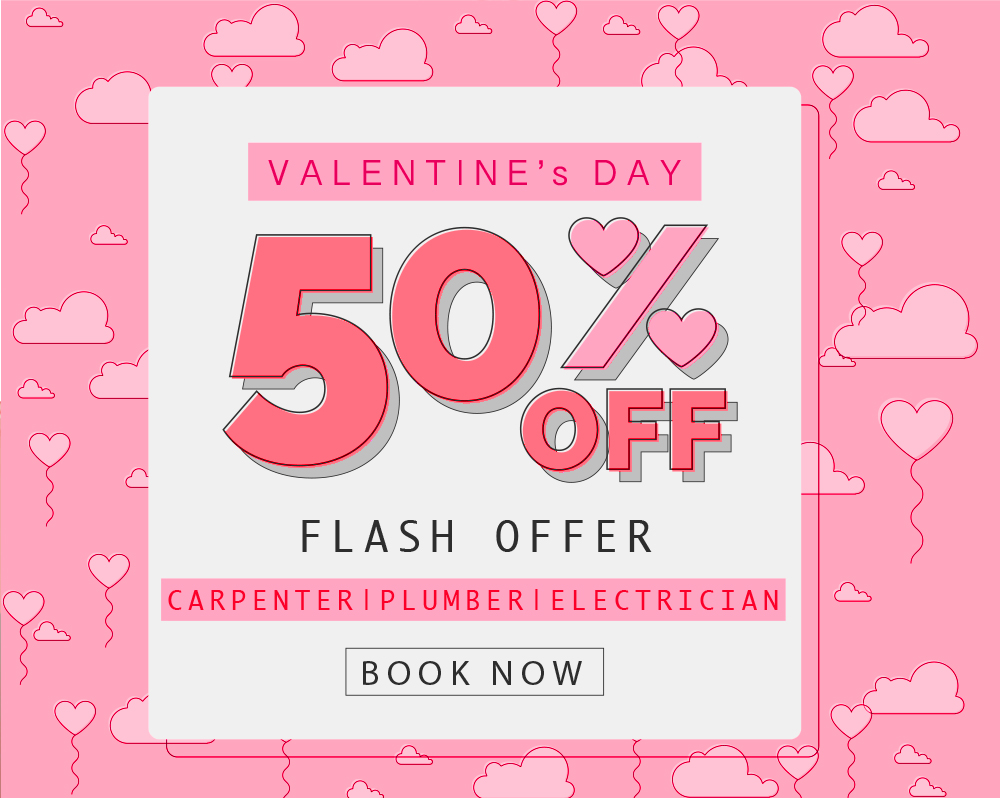 VALENTINE’s DAY
50%
OFF
FLASH OFFER
CARPENTER|PLUMBER|ELECTRICIAN
BOOK NOW